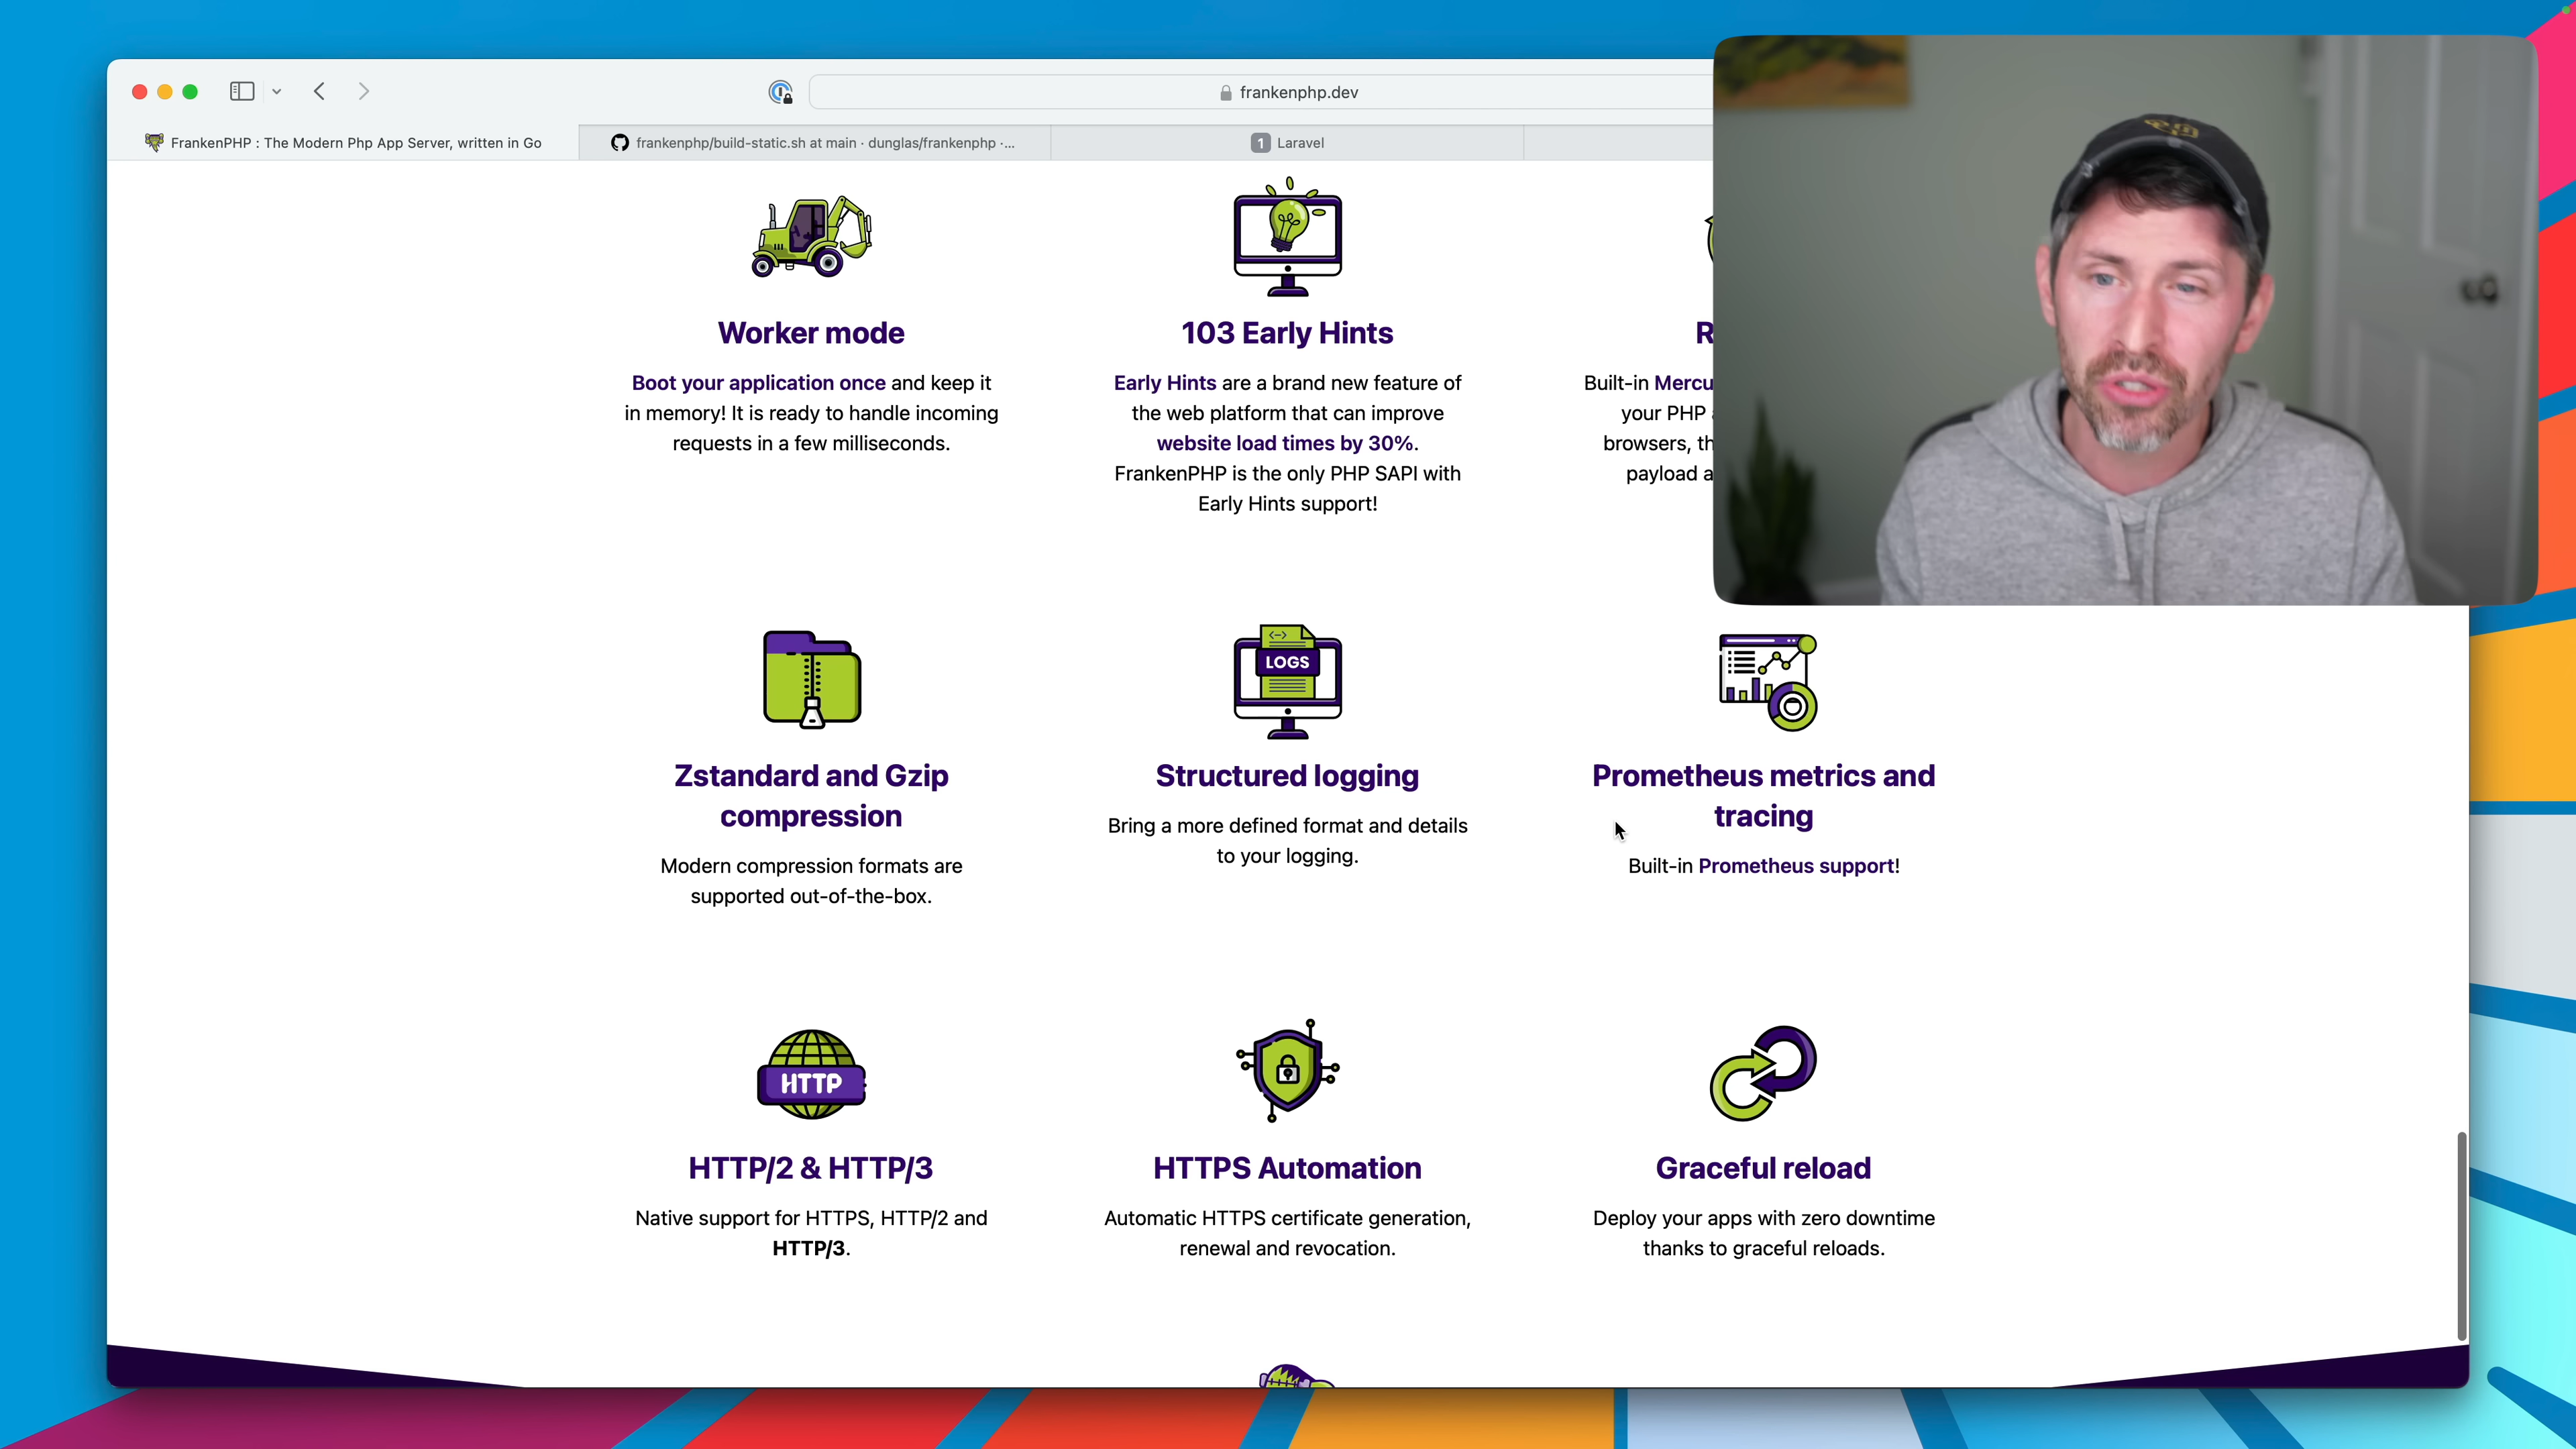 frankenphp.dev
FrankenPHP : The Modern Php App Server, written in Go
frankenphp/build-static.sh at main · dunglas/frankenphp ·...
1 Laravel
Worker mode
Boot your application once and keep it
in memory! It is ready to handle incoming
requests in a few milliseconds.
103 Early Hints
Early Hints are a brand new feature of
the web platform that can improve
website load times by 30%.
FrankenPHP is the only PHP SAPI with
Early Hints support!
R
Built-in Mercu
your PHP
browsers, th
payload a
LOGS
Zstandard and Gzip
compression
Modern compression formats are
supported out-of-the-box.
Structured logging
Bring a more defined format and details
to your logging.
Prometheus metrics and
tracing
Built-in Prometheus support!
HTTP
HTTP/2 & HTTP/3
Native support for HTTPS, HTTP/2 and
HTTP/3.
HTTPS Automation
Automatic HTTPS certificate generation,
renewal and revocation.
Graceful reload
Deploy your apps with zero downtime
thanks to graceful reloads.